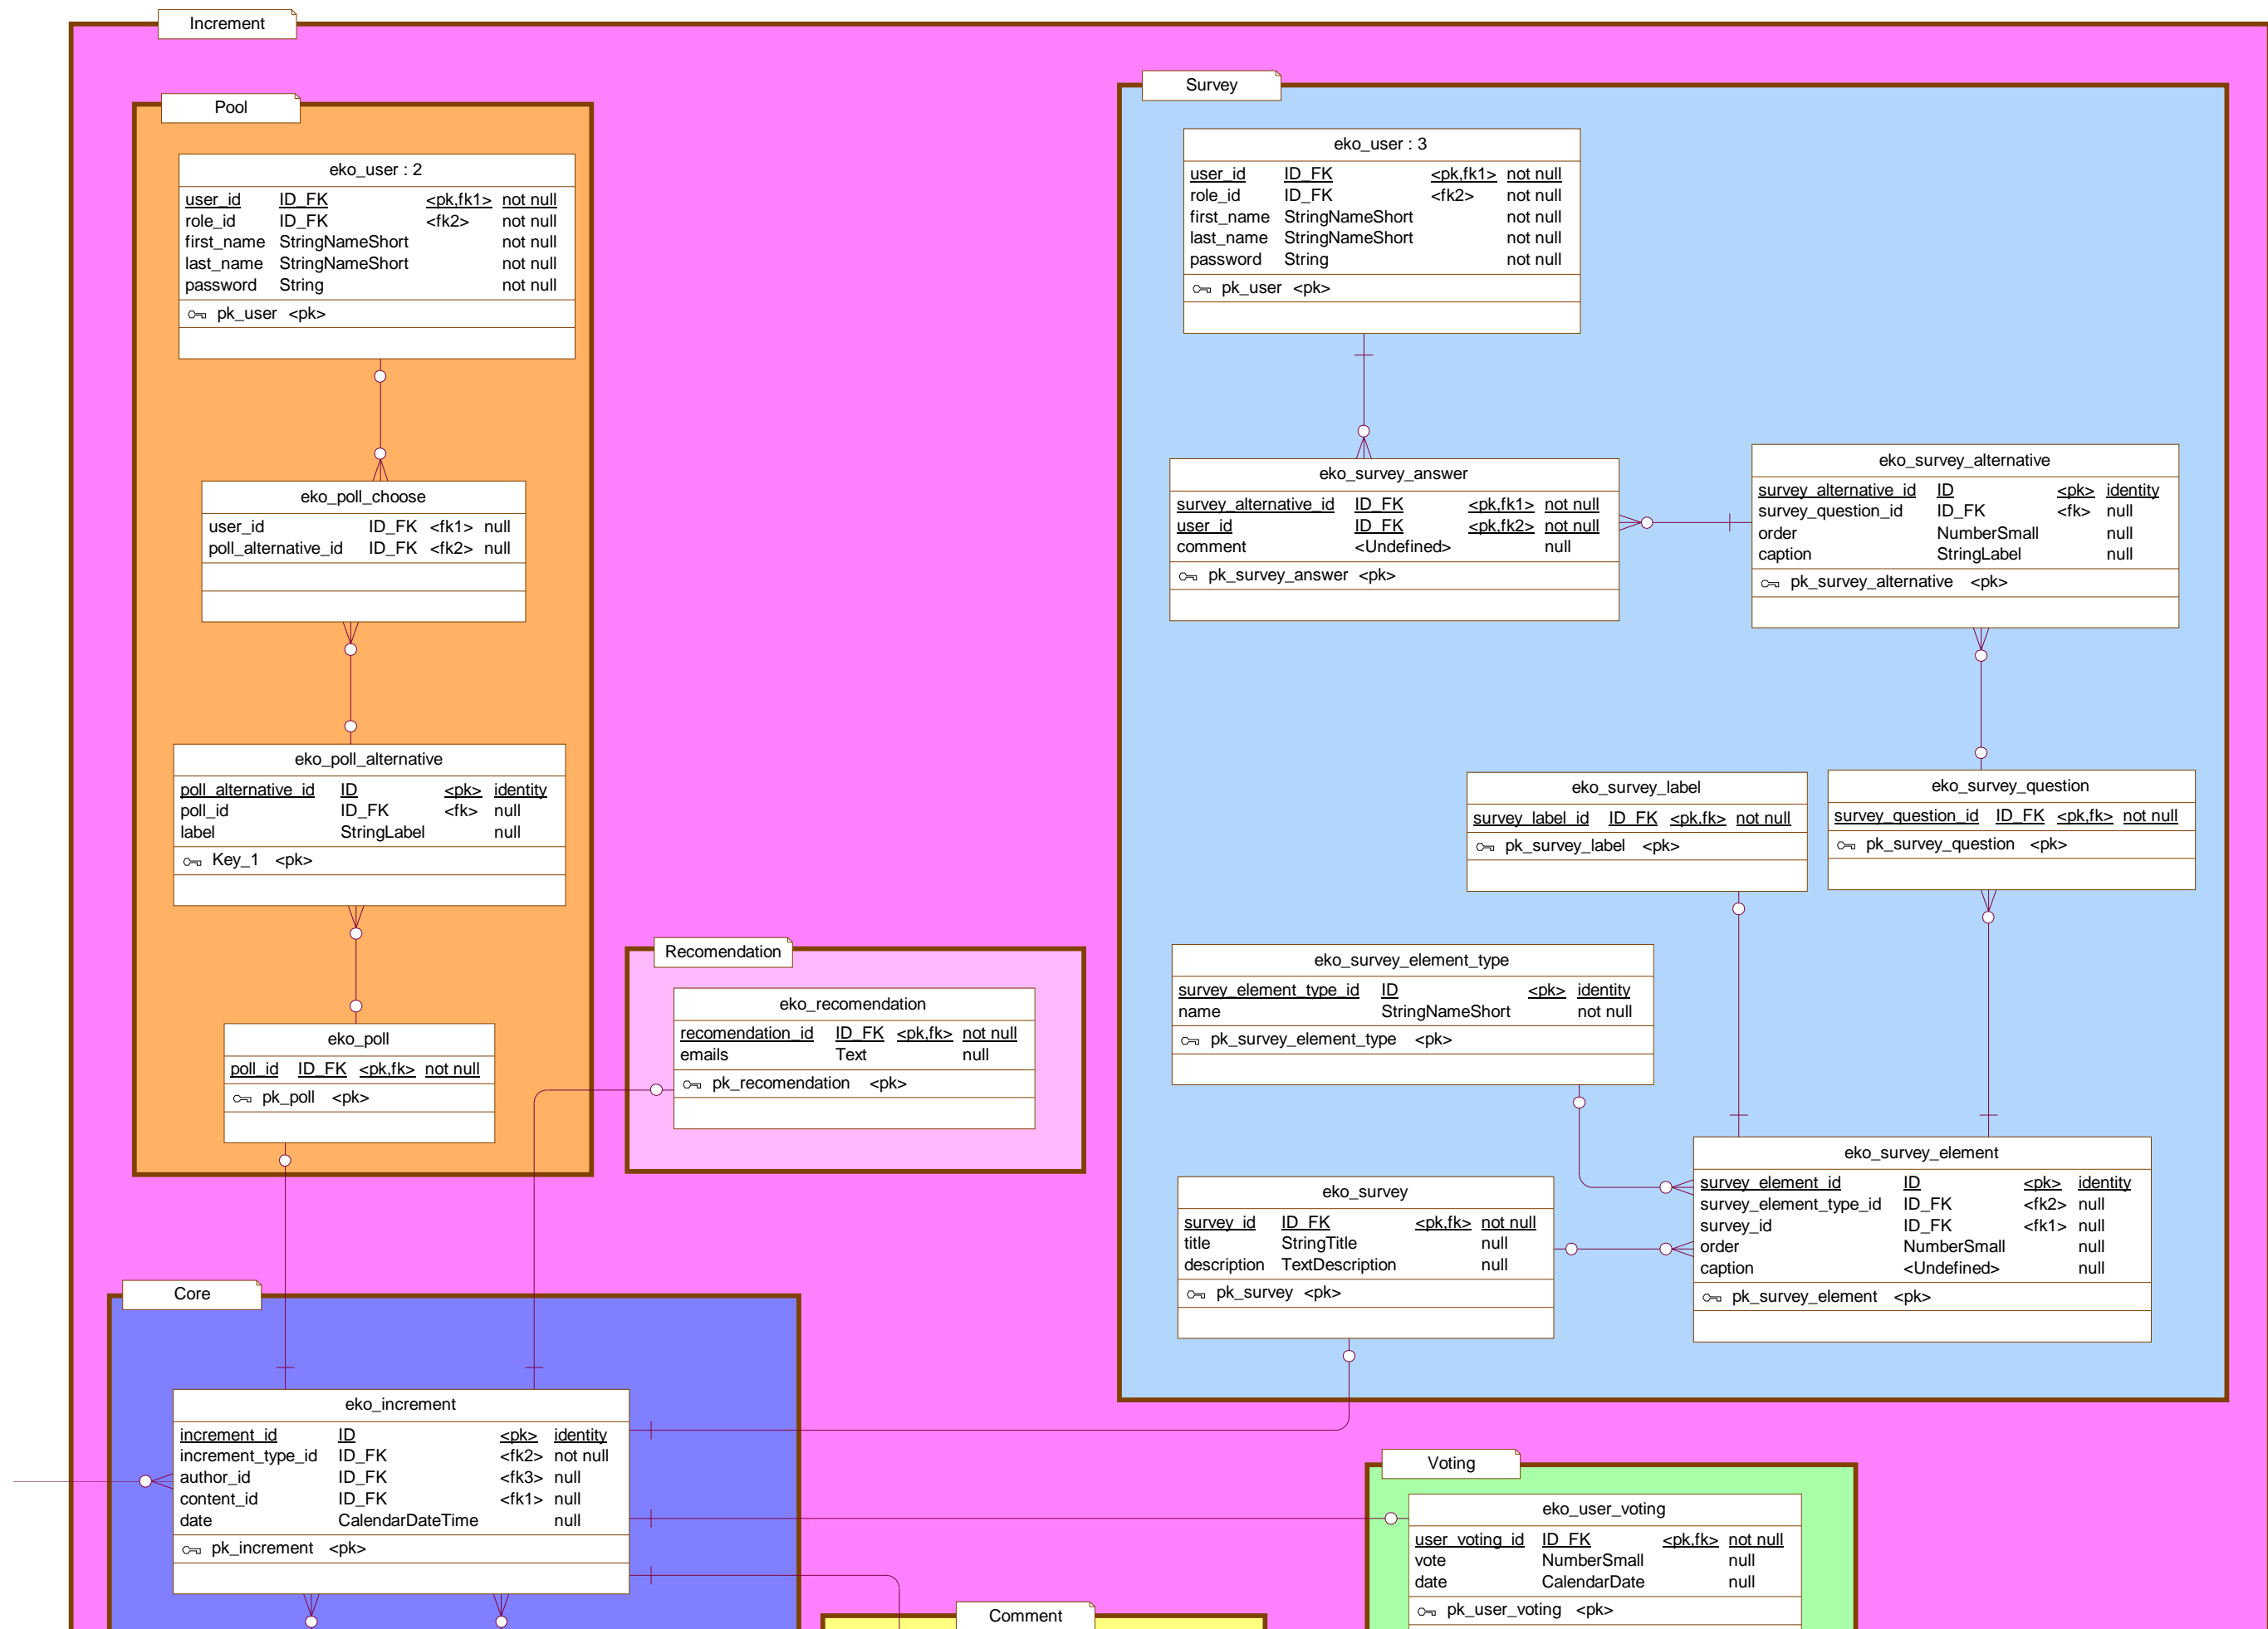 Increment
Pool
eko_user : 2
user_id ID_FK <pk,fk1> not null
role_id ID_FK <fk2> not null
first_name StringNameShort not null
last_name StringNameShort not null
password String not null
pk_user <pk>
eko_poll_choose
user_id ID_FK <fk1> null
poll_alternative_id ID_FK <fk2> null
eko_poll_alternative
poll_alternative_id ID <pk> identity
poll_id ID_FK <fk> null
label StringLabel null
Key_1 <pk>
eko_poll
poll_id ID_FK <pk,fk> not null
pk_poll <pk>
Recomendation
eko_recomendation
recomendation_id ID_FK <pk,fk> not null
emails Text null
pk_recomendation <pk>
Survey
eko_user : 3
user_id ID_FK <pk,fk1> not null
role_id ID_FK <fk2> not null
first_name StringNameShort not null
last_name StringNameShort not null
password String not null
pk_user <pk>
eko_survey_answer
survey_alternative_id ID_FK <pk,fk1> not null
user_id ID_FK <pk,fk2> not null
comment <Undefined> null
pk_survey_answer <pk>
eko_survey_alternative
survey_alternative_id ID <pk> identity
survey_question_id ID_FK <fk> null
order NumberSmall null
caption StringLabel null
pk_survey_alternative <pk>
eko_survey_label
survey_label_id ID_FK <pk,fk> not null
pk_survey_label <pk>
eko_survey_question
survey_question_id ID_FK <pk,fk> not null
pk_survey_question <pk>
eko_survey_element_type
survey_element_type_id ID <pk> identity
name StringNameShort not null
pk_survey_element_type <pk>
eko_survey
survey_id ID_FK <pk,fk> not null
title StringTitle null
description TextDescription null
pk_survey <pk>
eko_survey_element
survey_element_id ID <pk> identity
survey_element_type_id ID_FK <fk2> null
survey_id ID_FK <fk1> null
order NumberSmall null
caption <Undefined> null
pk_survey_element <pk>
Core
eko_increment
increment_id ID <pk> identity
increment_type_id ID_FK <fk2> not null
author_id ID_FK <fk3> null
content_id ID_FK <fk1> null
date CalendarDateTime null
pk_increment <pk>
Voting
eko_user_voting
user_voting_id ID_FK <pk,fk> not null
vote NumberSmall null
date CalendarDate null
pk_user_voting <pk>
Comment